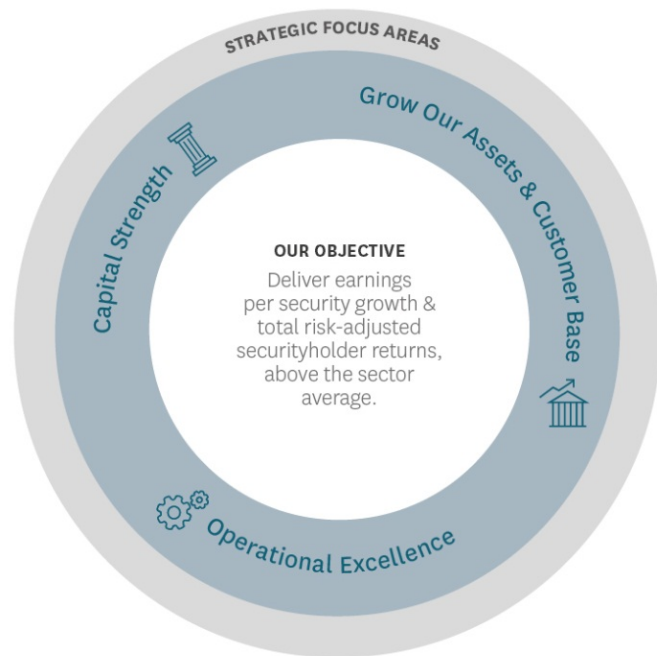 STRATEGIC FOCUS AREAS
Grow Our Assets & Customer Base
Capital Strength
OUR OBJECTIVE
Deliver earnings
per security growth &
total risk-adjusted
securityholder returns,
above the sector
average.
Operational Excellence